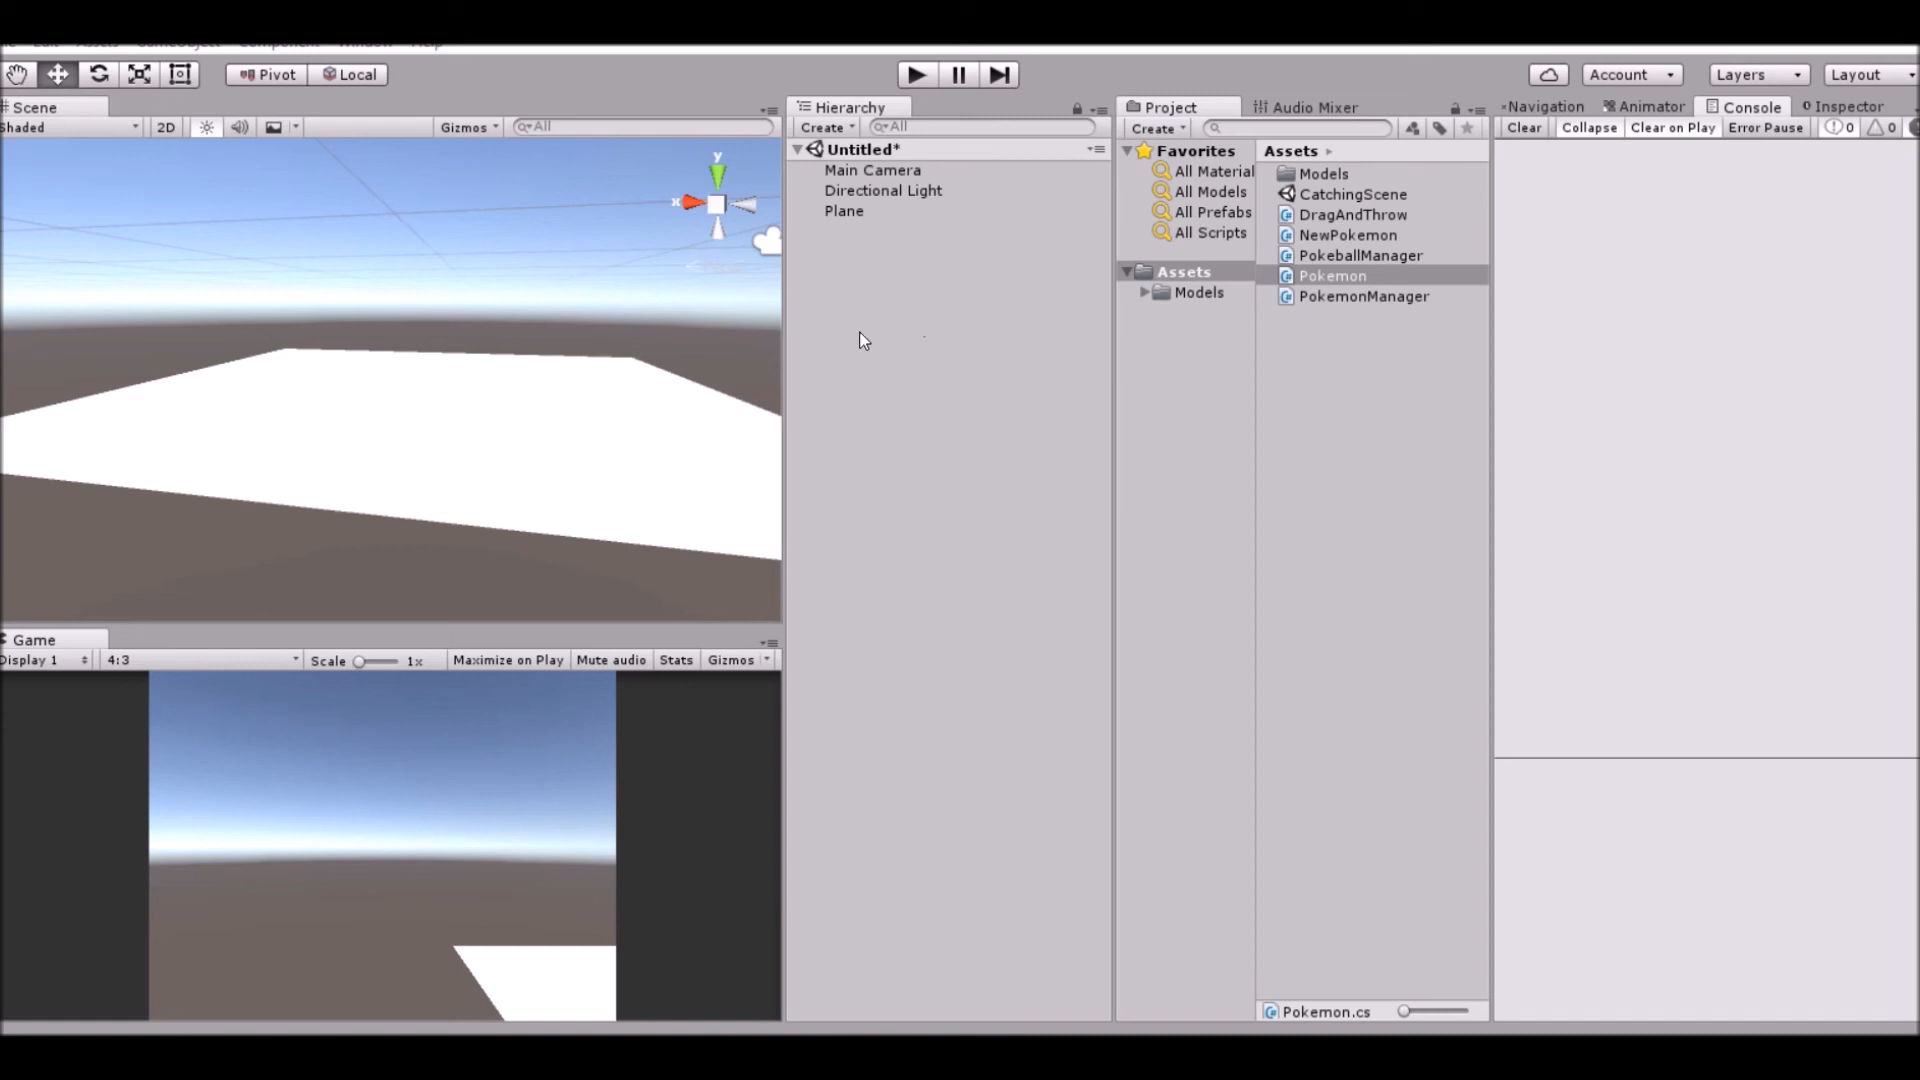 Pivot Local Account Layers Layout
Scene
Shaded 2D Gizmos All
Hierarchy
Create All
Untitled*
Main Camera
Directional Light
Plane
Project Audio Mixer
Create
Favorites
All Material
All Models
All Prefabs
All Scripts
Assets
Models
Assets
Models
CatchingScene
DragAndThrow
NewPokemon
PokeballManager
Pokemon
PokemonManager
Pokemon.cs
Navigation Animator Console Inspector
Clear Collapse Clear on Play Error Pause 0 0
Game
Display 1 4:3 Scale 1x Maximize on Play Mute audio Stats Gizmos
y
x